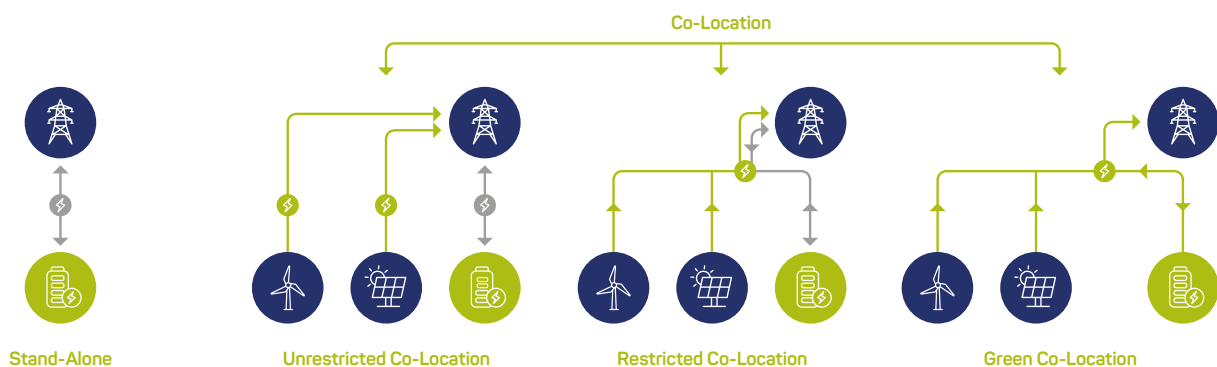 Co-Location
Stand-Alone
Unrestricted Co-Location
Restricted Co-Location
Green Co-Location